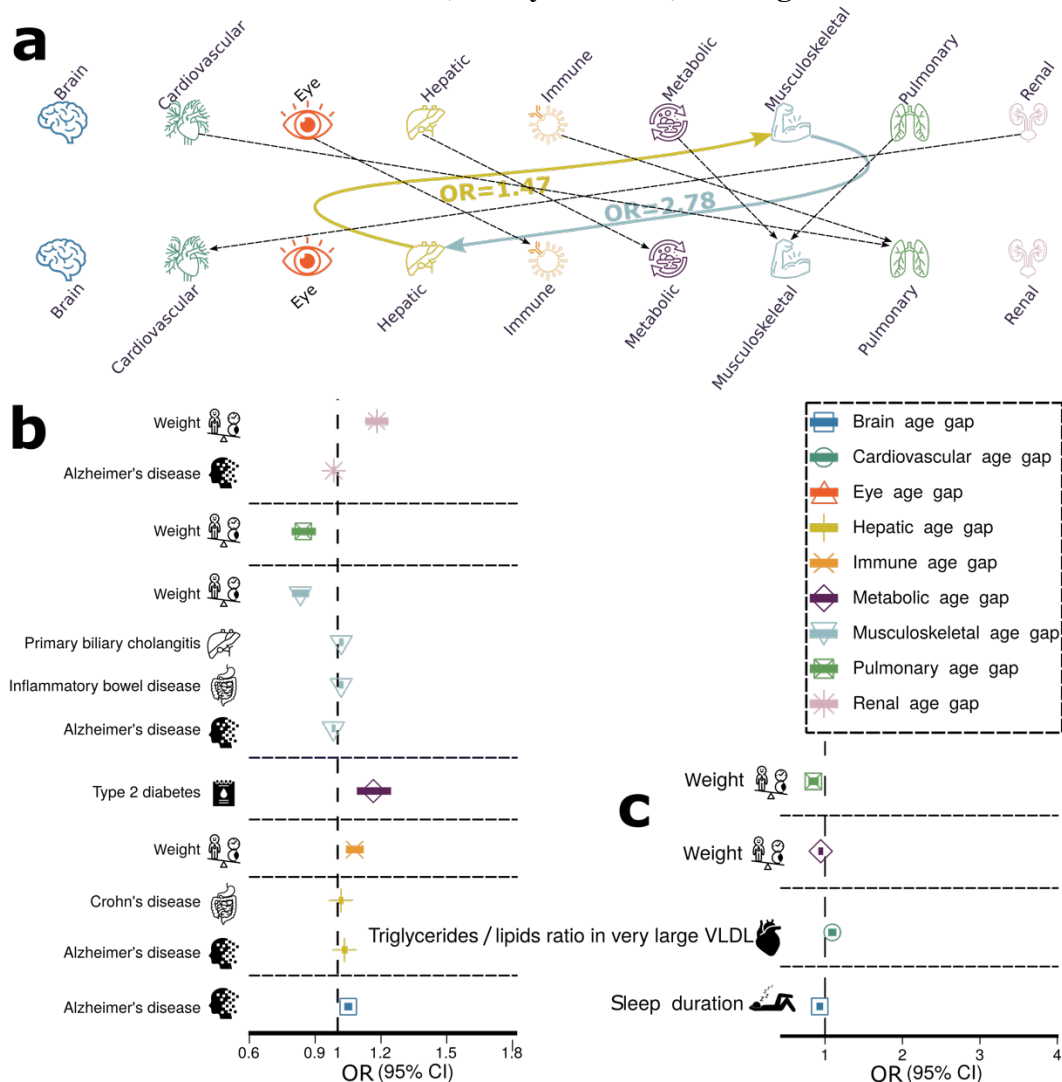 a
Brain
Cardiovascular
Eye
Hepatic
Immune
Metabolic
Musculoskeletal
Pulmonary
Renal
OR=1.47
OR=2.78
Brain
Cardiovascular
Eye
Hepatic
Immune
Metabolic
Musculoskeletal
Pulmonary
Renal
b
Weight
Alzheimer's disease
Weight
Weight
Primary biliary cholangitis
Inflammatory bowel disease
Alzheimer's disease
Type 2 diabetes
Weight
Crohn's disease
Alzheimer's disease
Alzheimer's disease
0.6 0.9 1 1.2 1.5 1.8
OR (95% CI)
Brain age gap
Cardiovascular age gap
Eye age gap
Hepatic age gap
Immune age gap
Metabolic age gap
Musculoskeletal age gap
Pulmonary age gap
Renal age gap
c
Weight
Weight
Triglycerides / lipids ratio in very large VLDL
Sleep duration
1 2 3 4
OR (95% CI)